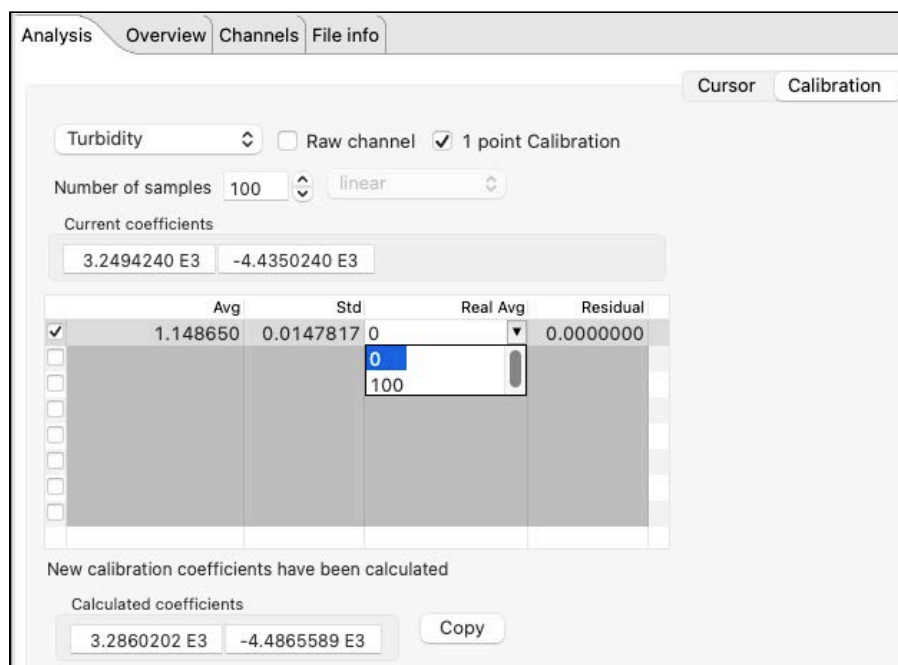 Analysis Overview Channels File info
Cursor Calibration
Turbidity Raw channel 1 point Calibration
Number of samples 100 linear
Current coefficients
3.2494240 E3 -4.4350240 E3
Avg Std Real Avg Residual
1.148650 0.0147817 0 0.0000000
0
100
New calibration coefficients have been calculated
Calculated coefficients
3.2860202 E3 -4.4865589 E3 Copy